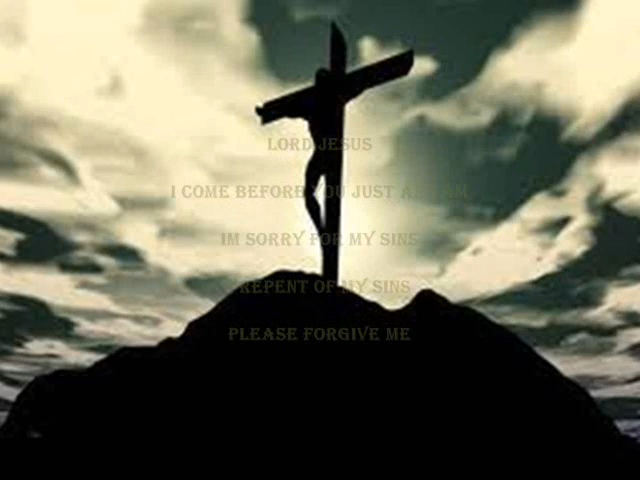 LORD JESUS
I COME BEFORE YOU JUST AS I AM
IM SORRY FOR MY SINS
REPENT OF MY SINS
PLEASE FORGIVE ME